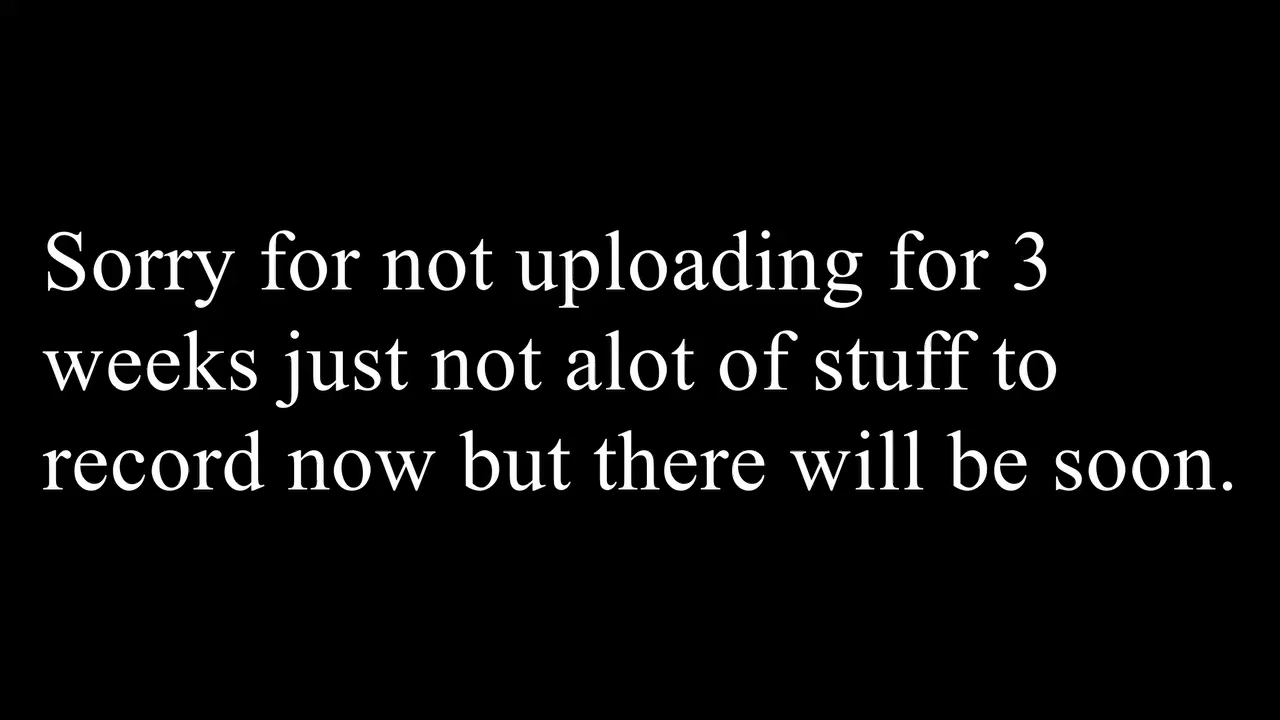 Sorry for not uploading for 3
weeks just not alot of stuff to
record now but there will be soon.